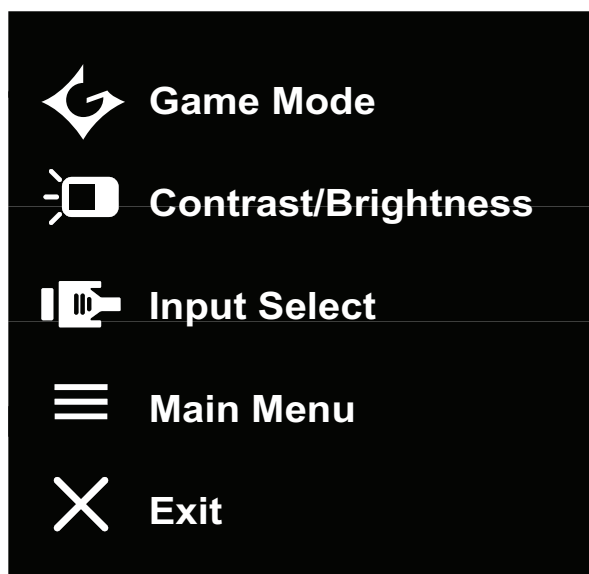 Game Mode
Contrast/Brightness
Input Select
Main Menu
Exit